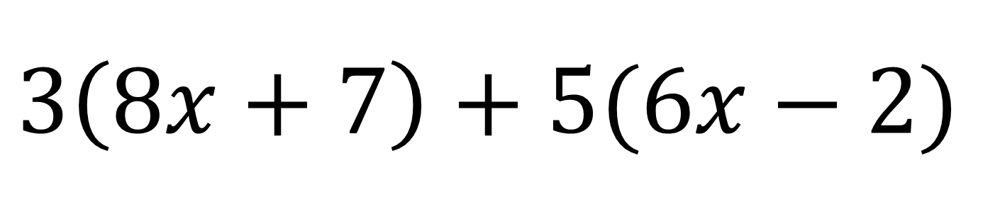 3(8x + 7) + 5(6x − 2)